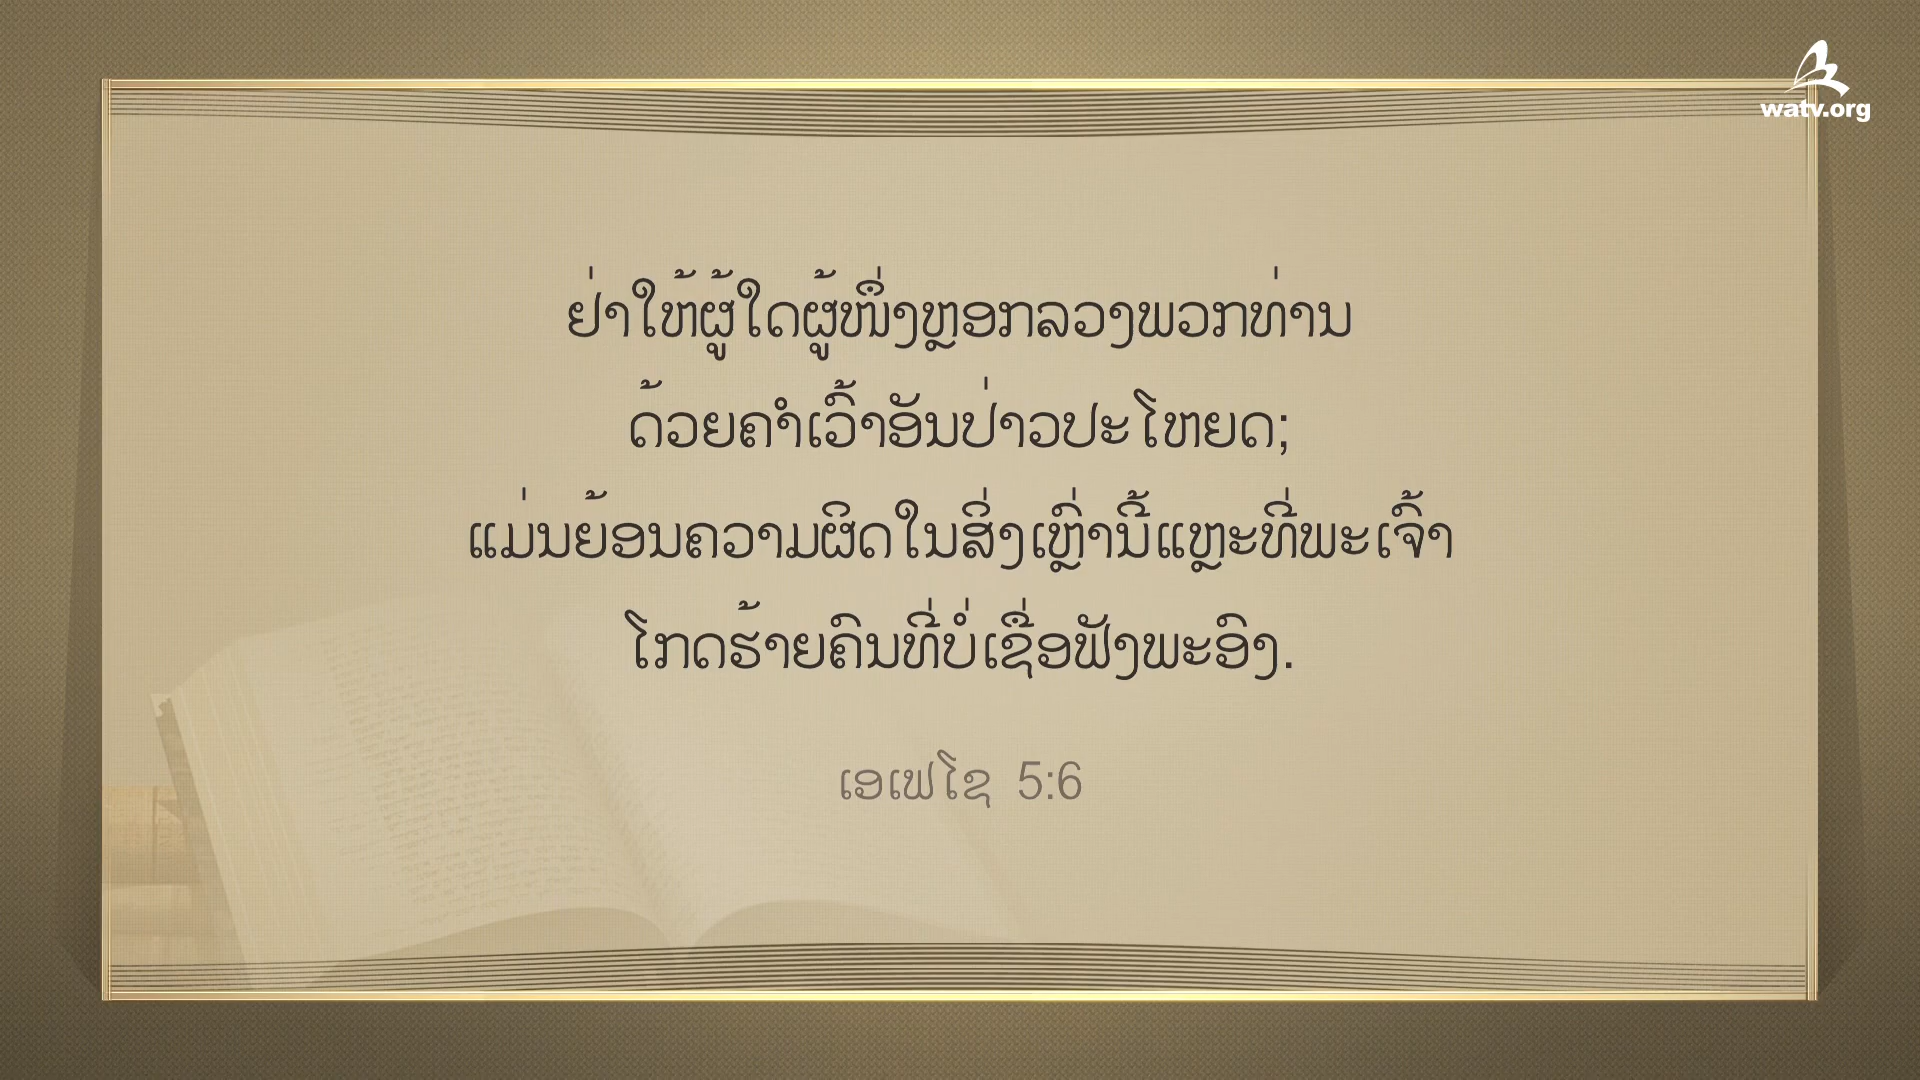 watv.org
ຢ່າໃຫ້ຜູ້ໃດຜູ້ໜຶ່ງຫຼອກລວງພວກທ່ານ
ດ້ວຍຄຳເວົ້າອັນປ່າວປະໂຫຍດ;
ແມ່ນຍ້ອນຄວາມຜິດໃນສິ່ງເຫຼົ່ານີ້ແຫຼະທີ່ພະເຈົ້າ
ໂກດຮ້າຍຄົນທີ່ບໍ່ເຊື່ອຟັງພະອົງ.
ເອເຟໂຊ 5:6